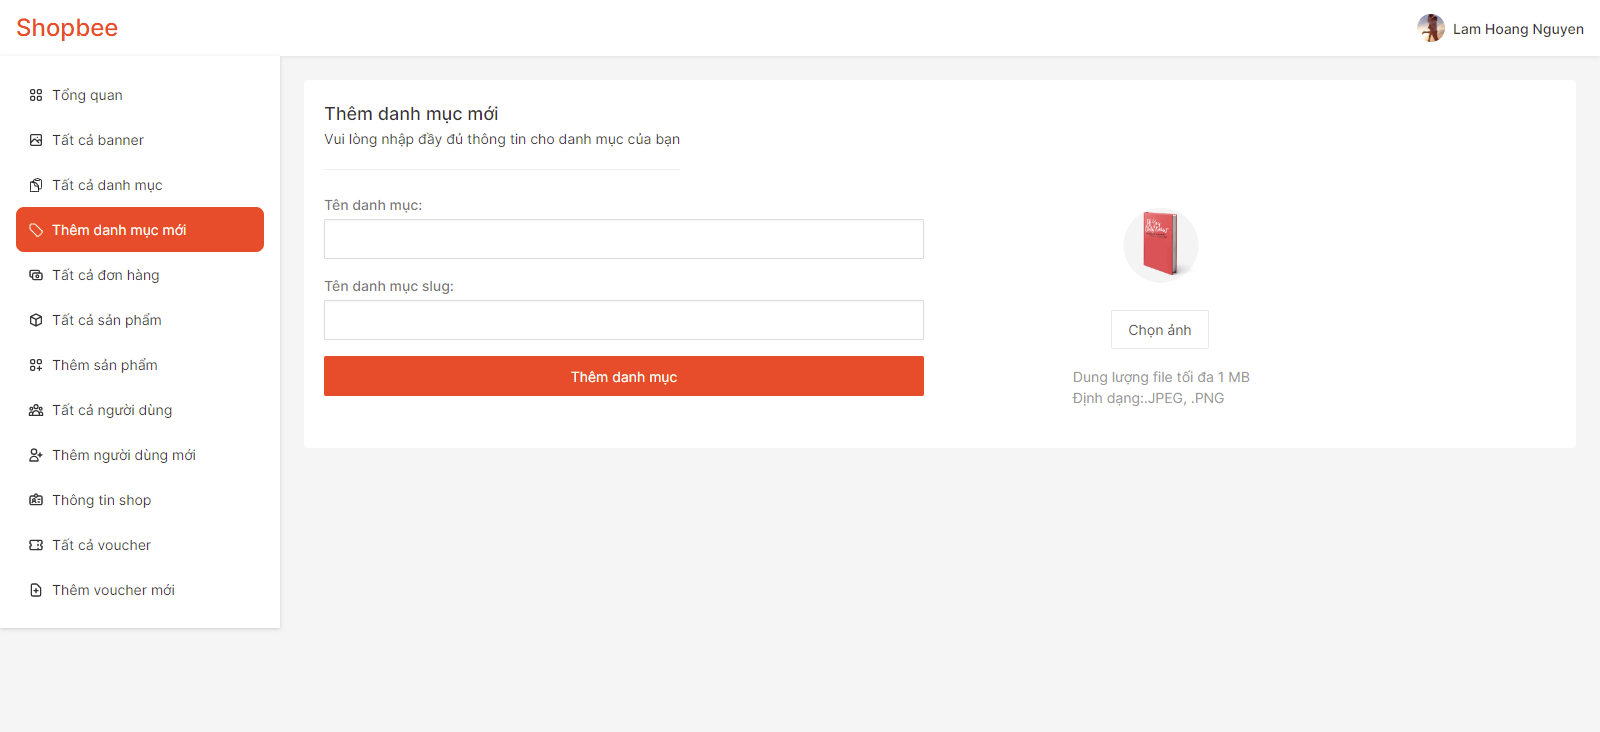 Shopbee
Lam Hoang Nguyen
Tổng quan
Tất cả banner
Tất cả danh mục
Thêm danh mục mới
Tất cả đơn hàng
Tất cả sản phẩm
Thêm sản phẩm
Tất cả người dùng
Thêm người dùng mới
Thông tin shop
Tất cả voucher
Thêm voucher mới
Thêm danh mục mới
Vui lòng nhập đầy đủ thông tin cho danh mục của bạn
Tên danh mục:
Tên danh mục slug:
Thêm danh mục
Chọn ảnh
Dung lượng file tối đa 1 MB
Định dạng:.JPEG, .PNG